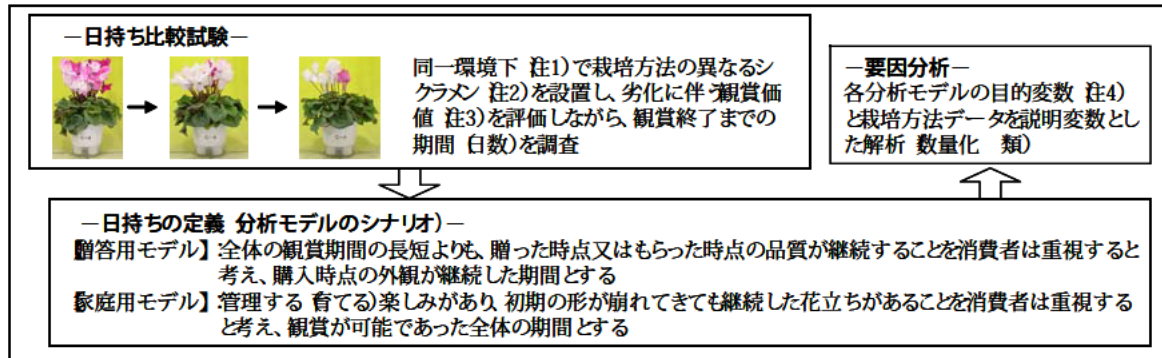 ―日持ち比較試験―
同一環境下 注1)で栽培方法の異なるシ
クラメン 注2)を設置し、劣化に伴う観賞価
値 注3)を評価しながら、観賞終了までの
期間 日数)を調査
―要因分析―
各分析モデルの目的変数 注4)
と栽培方法データを説明変数とし
た解析 数量化 類)
―日持ちの定義 分析モデルのシナリオ)―
【贈答用モデル】:全体の観賞期間の長短よりも、贈った時点又はもらった時点の品質が継続することを消費者は重視すると
考え、購入時点の外観が継続した期間とする
【家庭用モデル】:管理する 育てる)楽しみがあり、初期の形が崩れてきても継続した花立ちがあることを消費者は重視する
と考え、観賞が可能であった全体の期間とする